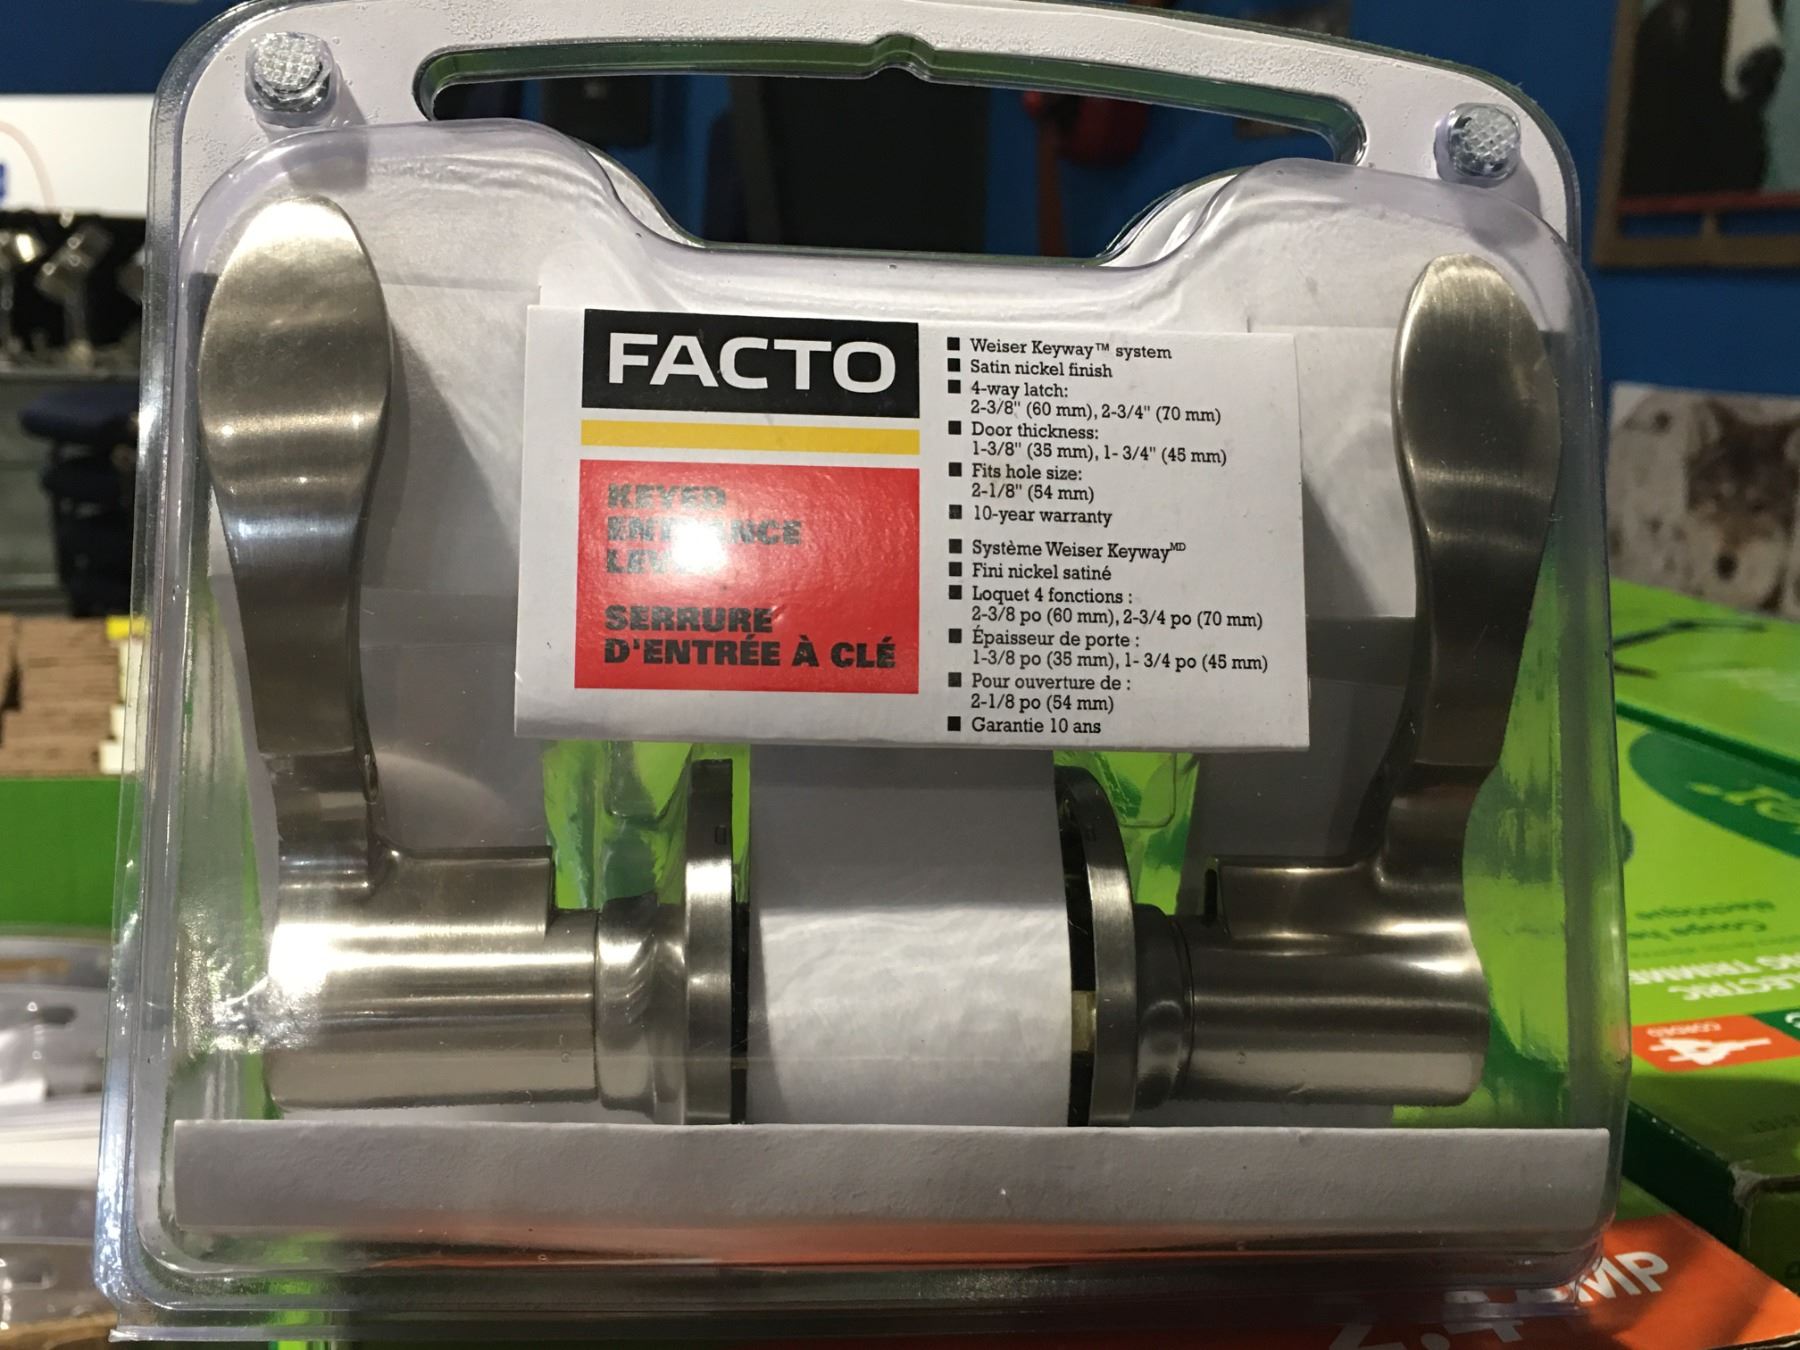 FACTO
KEYED
ENTRANCE
LEVER
SERRURE
D'ENTRÉE À CLÉ
■ Weiser Keyway™ system
■ Satin nickel finish
■ 4-way latch:
2-3/8" (60 mm), 2-3/4" (70 mm)
■ Door thickness:
1-3/8" (35 mm), 1- 3/4" (45 mm)
■ Fits hole size:
2-1/8" (54 mm)
■ 10-year warranty
■ Système Weiser Keyway MD
■ Fini nickel satiné
■ Loquet 4 fonctions :
2-3/8 po (60 mm), 2-3/4 po (70 mm)
■ Épaisseur de porte :
1-3/8 po (35 mm), 1- 3/4 po (45 mm)
■ Pour ouverture de :
2-1/8 po (54 mm)
■ Garantie 10 ans
CORDED